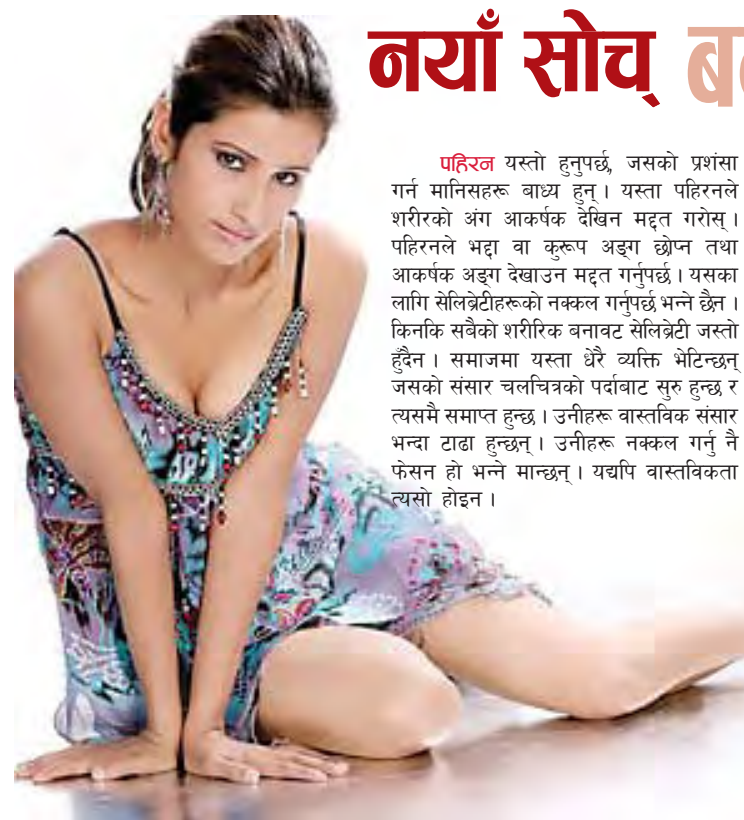 नयाँ सोच्
पहिरन यस्तो हुनुपर्छ, जसको प्रशंसा
गर्न मानिसहरू बाध्य हुन् । यस्ता पहिरनले
शरीरको अंग आकर्षक देखिन मद्दत गरोस् ।
पहिरनले भद्दा वा कुरूप अङ्ग छोप्न तथा
आकर्षक अङ्ग देखाउन मद्दत गर्नुपर्छ । यसका
लागि सेलिब्रेटीहरूको नक्कल गर्नुपर्छ भन्ने छैन ।
किनकि सबैको शरीरिक बनावट सेलिब्रेटी जस्तो
हुँदैन । समाजमा यस्ता धेरै व्यक्ति भेटिन्छन्
जसको संसार चलचित्रको पर्दाबाट सुरु हुन्छ र
त्यसमै समाप्त हुन्छ । उनीहरू वास्तविक संसार
भन्दा टाढा हुन्छन् । उनीहरू नक्कल गर्नु नै
फेसन हो भन्ने मान्छन् । यद्यपि वास्तविकता
त्यसो होइन ।